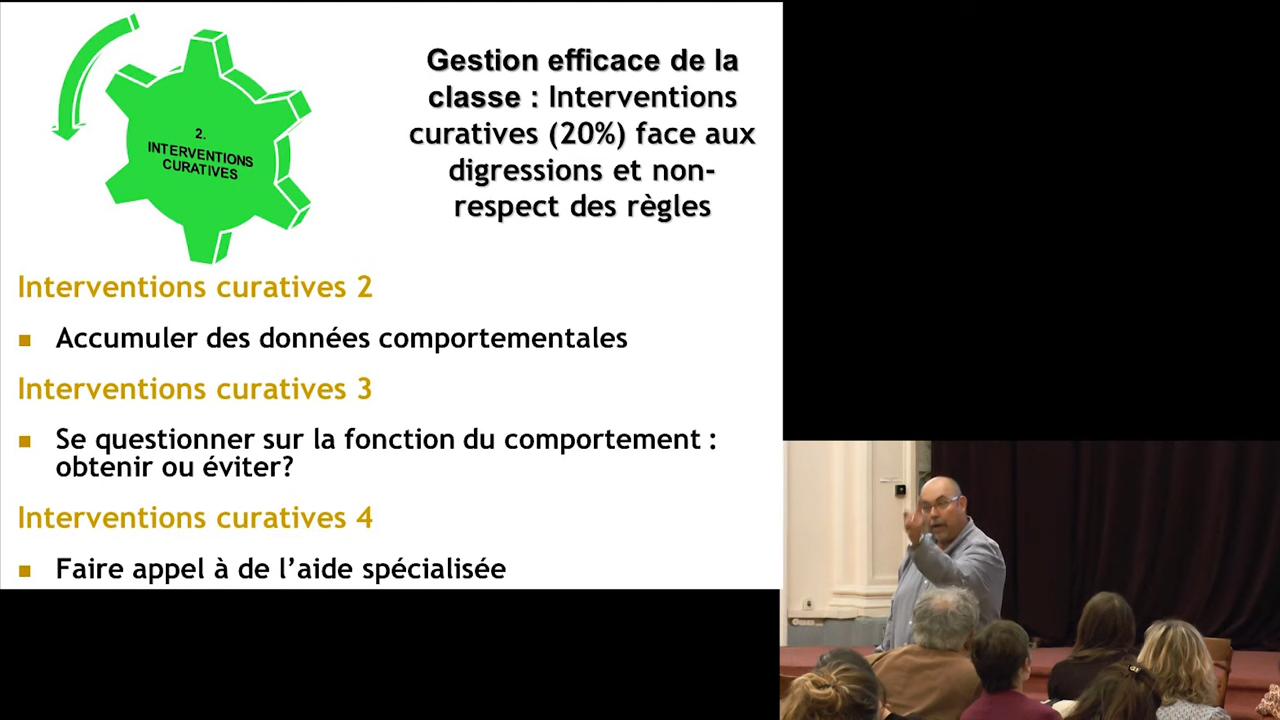 2.
INTERVENTIONS
CURATIVES
Gestion efficace de la
classe : Interventions
curatives (20%) face aux
digressions et non-
respect des règles
Interventions curatives 2
Accumuler des données comportementales
Interventions curatives 3
Se questionner sur la fonction du comportement :
obtenir ou éviter?
Interventions curatives 4
Faire appel à de l’aide spécialisée